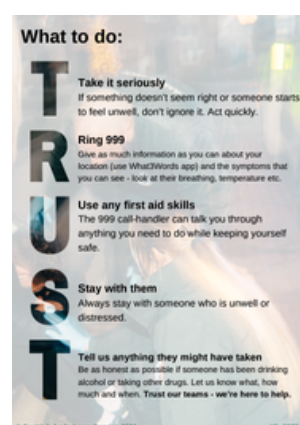 What to do:
T
Take it seriously
If something doesn't seem right or someone starts
to feel unwell, don't ignore it. Act quickly.
R
Ring 999
Give as much information as you can about your
location (use What3Words app) and the symptoms that
you can see - look at their breathing, temperature etc.
U
Use any first aid skills
The 999 call-handler can talk you through
anything you need to do while keeping yourself
safe.
S
Stay with them
Always stay with someone who is unwell or
distressed.
T
Tell us anything they might have taken
Be as honest as possible if someone has been drinking
alcohol or taking other drugs. Let us know what, how
much and when. Trust our teams - we're here to help.